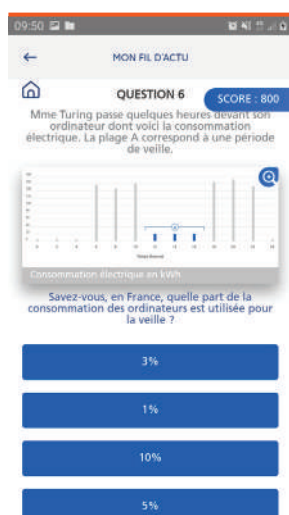 09:50
MON FIL D'ACTU
QUESTION 6
SCORE : 800
Mme Turing passe quelques heures devant son
ordinateur dont voici la consommation
électrique. La plage A correspond à une période
de veille.
A
Consommation électrique en kWh
Savez-vous, en France, quelle part de la
consommation des ordinateurs est utilisée pour
la veille ?
3%
1%
10%
5%